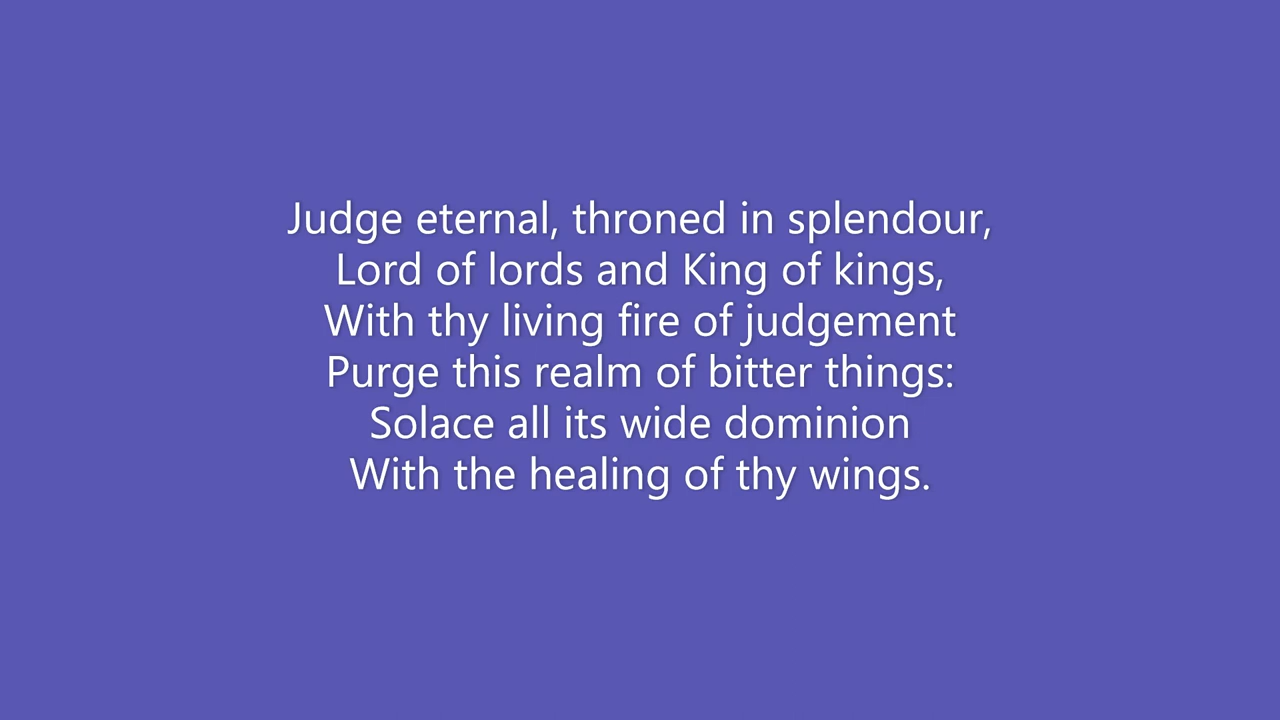 Judge eternal, throned in splendour,
Lord of lords and King of kings,
With thy living fire of judgement
Purge this realm of bitter things:
Solace all its wide dominion
With the healing of thy wings.